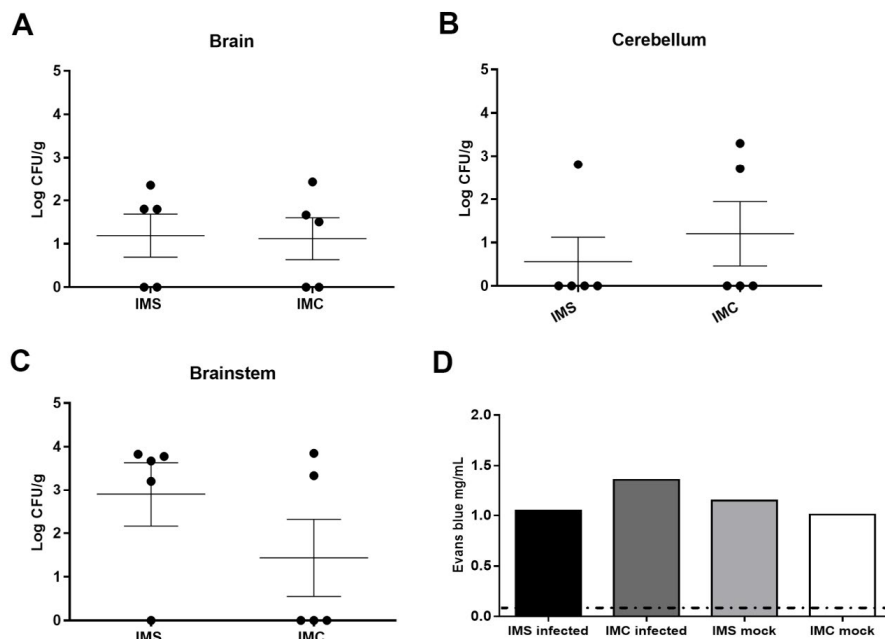 A
Brain
Log CFU/g
5
4
3
2
1
0
IMS IMC
B
Cerebellum
Log CFU/g
5
4
3
2
1
0
IMS IMC
C
Brainstem
Log CFU/g
5
4
3
2
1
0
IMS IMC
D
Evans blue mg/mL
2.0
1.5
1.0
0.5
0.0
IMS infected IMC infected IMS mock IMC mock